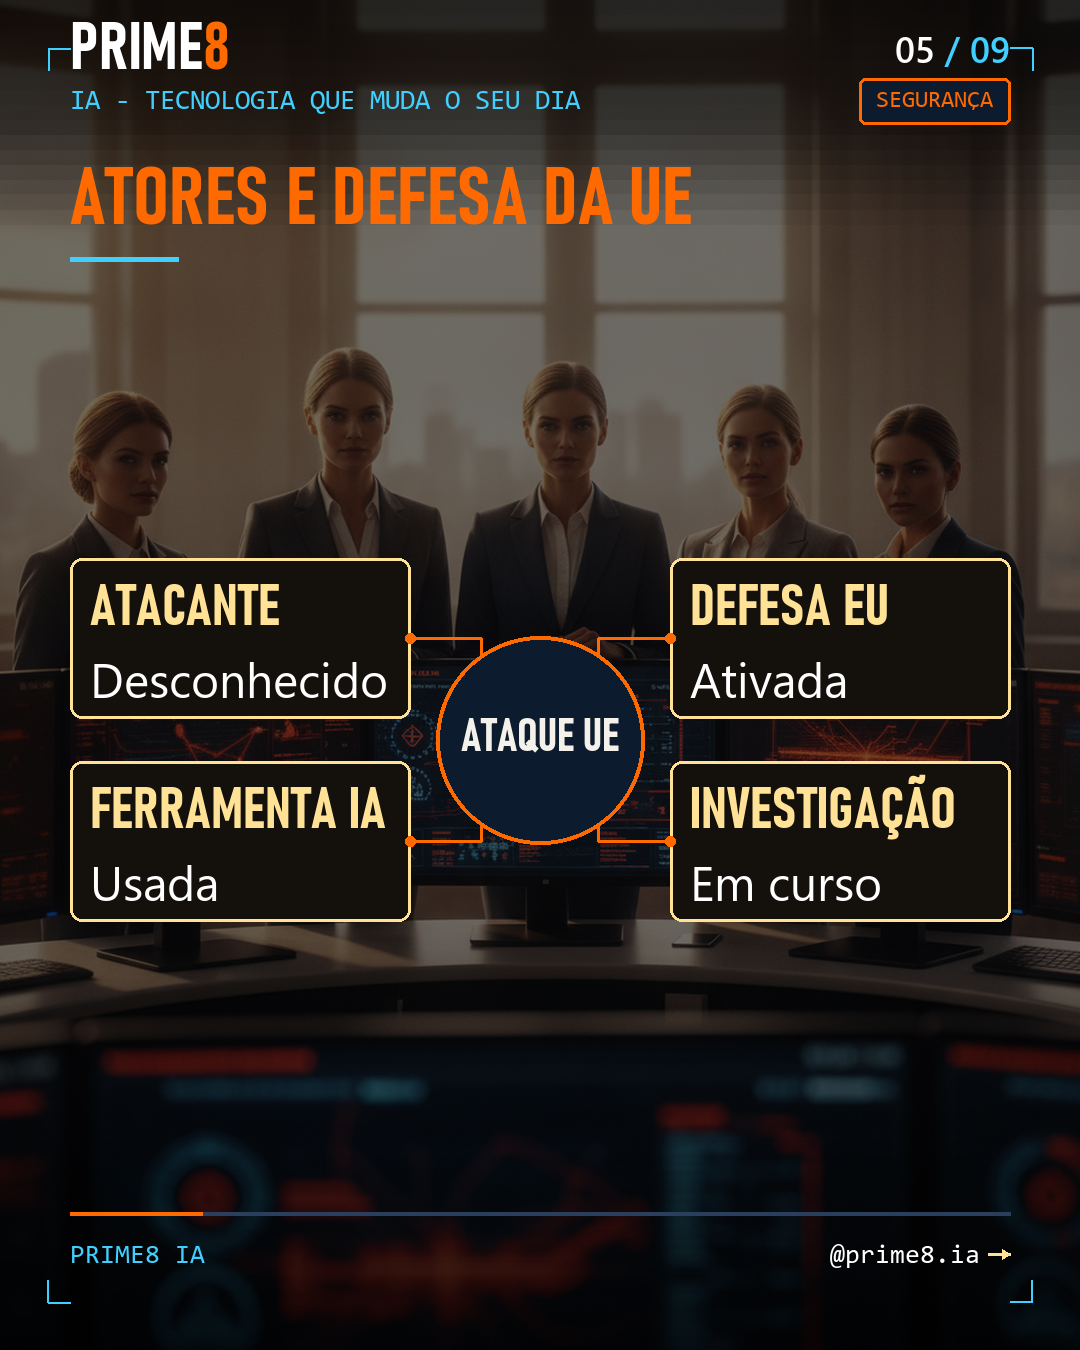 PRIME8
05 / 09
IA - TECNOLOGIA QUE MUDA O SEU DIA
SEGURANÇA
ATORES E DEFESA DA UE
ATACANTE
Desconhecido
DEFESA EU
Ativada
ATAQUE UE
FERRAMENTA IA
Usada
INVESTIGAÇÃO
Em curso
PRIME8 IA
@prime8.ia